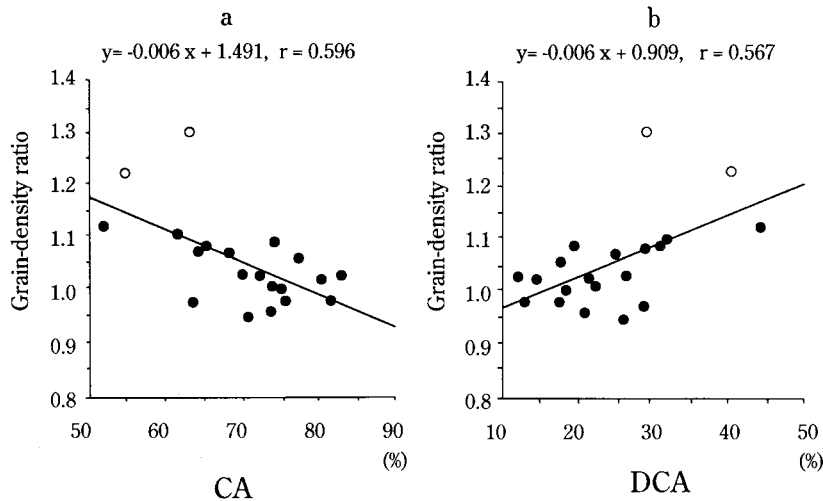 a
y= -0.006 x + 1.491, r = 0.596
Grain-density ratio
1.4
1.3
1.2
1.1
1.0
0.9
0.8
50 60 70 80 90
(%)
CA
b
y= -0.006 x + 0.909, r = 0.567
Grain-density ratio
1.4
1.3
1.2
1.1
1.0
0.9
0.8
10 20 30 40 50
(%)
DCA